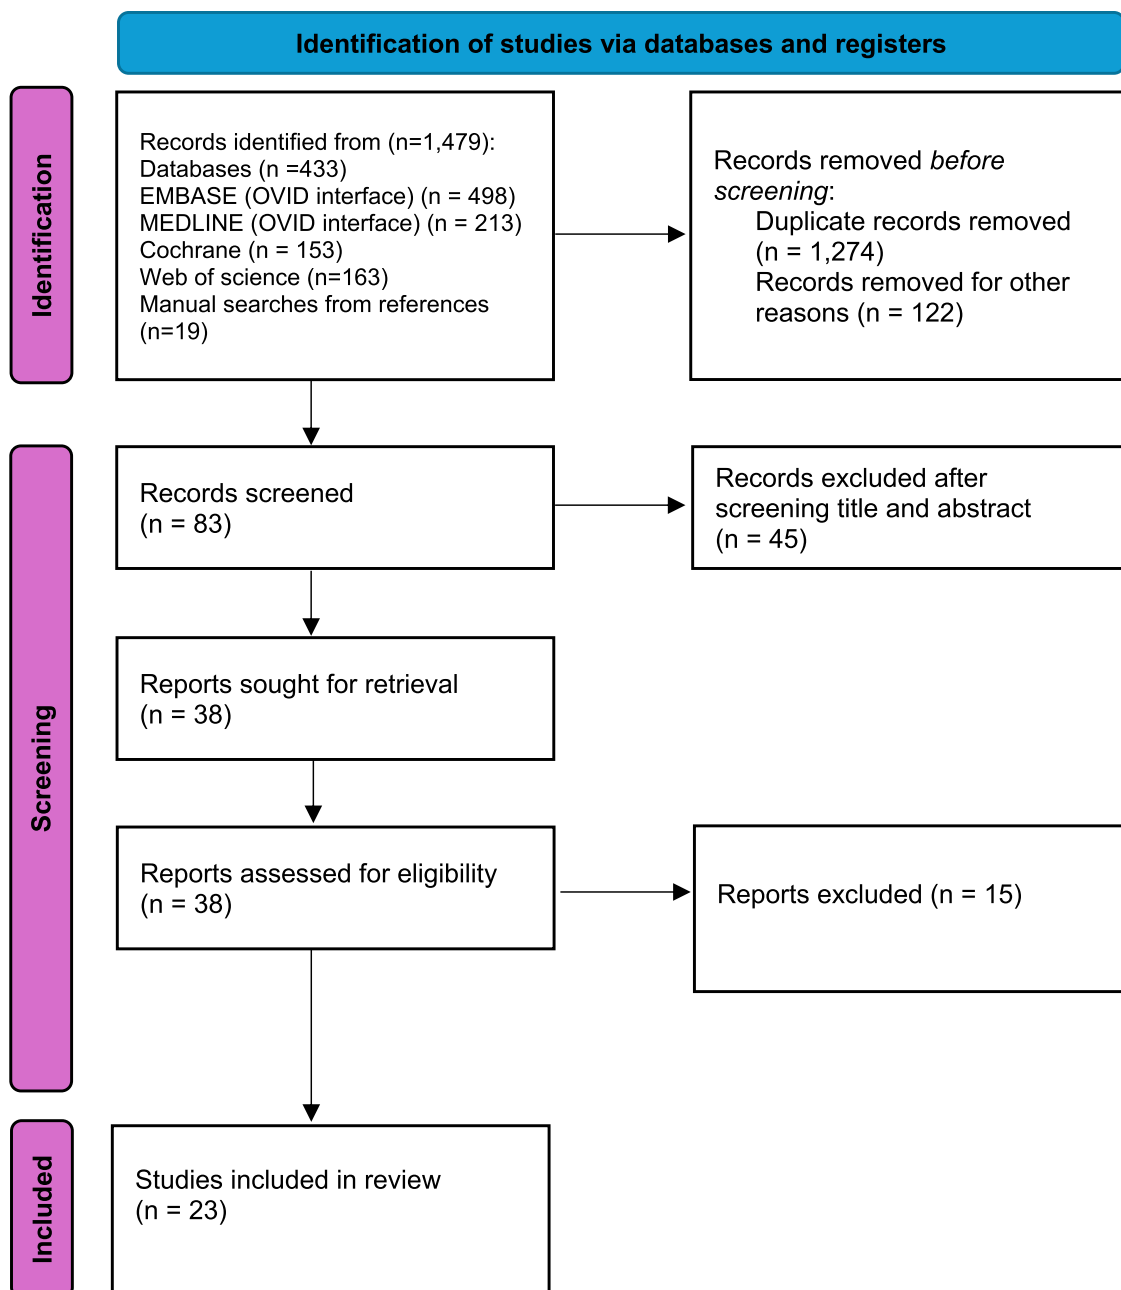 Identification of studies via databases and registers
Identification
Records identified from (n=1,479):
Databases (n =433)
EMBASE (OVID interface) (n = 498)
MEDLINE (OVID interface) (n = 213)
Cochrane (n = 153)
Web of science (n=163)
Manual searches from references
(n=19)
Records removed before
screening:
Duplicate records removed
(n = 1,274)
Records removed for other
reasons (n = 122)
Screening
Records screened
(n = 83)
Records excluded after
screening title and abstract
(n = 45)
Reports sought for retrieval
(n = 38)
Reports assessed for eligibility
(n = 38)
Reports excluded (n = 15)
Included
Studies included in review
(n = 23)